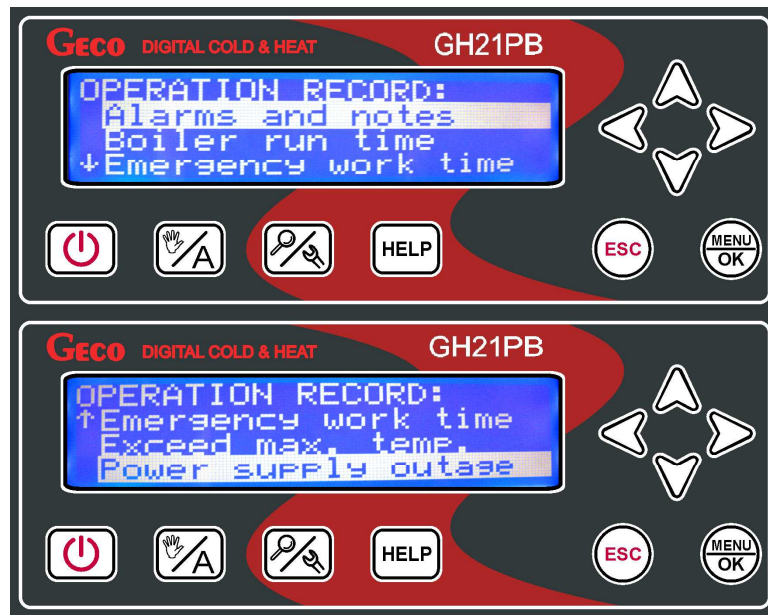 GECO DIGITAL COLD & HEAT GH21PB
OPERATION RECORD:
Alarms and notes
Boiler run time
↓Emergency work time
A HELP ESC MENU
OK
GECO DIGITAL COLD & HEAT GH21PB
OPERATION RECORD:
↑Emergency work time
Exceed max. temp.
Power supply outage
A HELP ESC MENU
OK